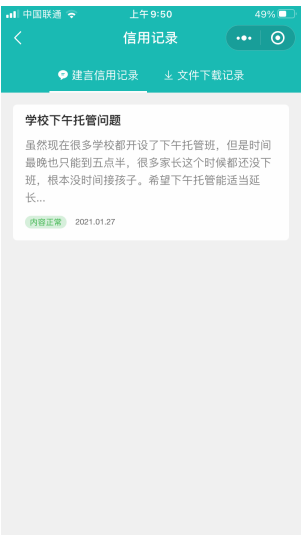 中国联通 上午9:50 49%
信用记录
建言信用记录 文件下载记录
学校下午托管问题
虽然现在很多学校都开设了下午托管班，但是时间
最晚也只能到五点半，很多家长这个时候都还没下
班，根本没时间接孩子。希望下午托管能适当延
长...
内容正常 2021.01.27